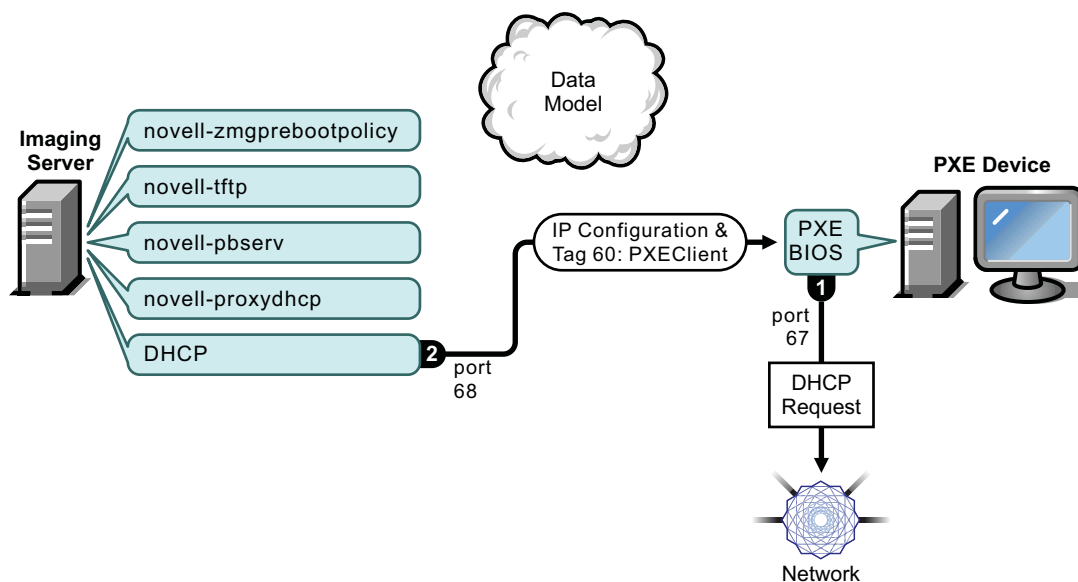 Data
Model
Imaging
Server
novell-zmgprebootpolicy
novell-tftp
novell-pbserv
novell-proxydhcp
DHCP
2
port
68
IP Configuration &
Tag 60: PXEClient
PXE
BIOS
1
PXE Device
port
67
DHCP
Request
Network